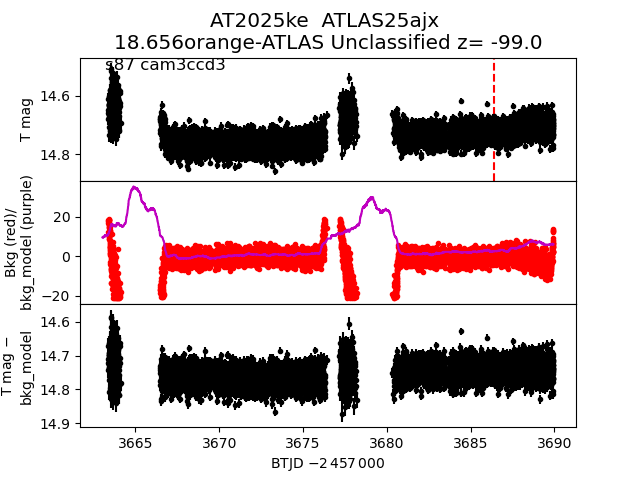 AT2025ke  ATLAS25ajx
18.656orange-ATLAS Unclassified z= -99.0
s87 cam3ccd3
T mag
14.6
14.8
Bkg (red)/
bkg_model (purple)
20
0
−20
T mag −
bkg_model
14.6
14.7
14.8
14.9
3665
3670
3675
3680
3685
3690
BTJD −2 457 000